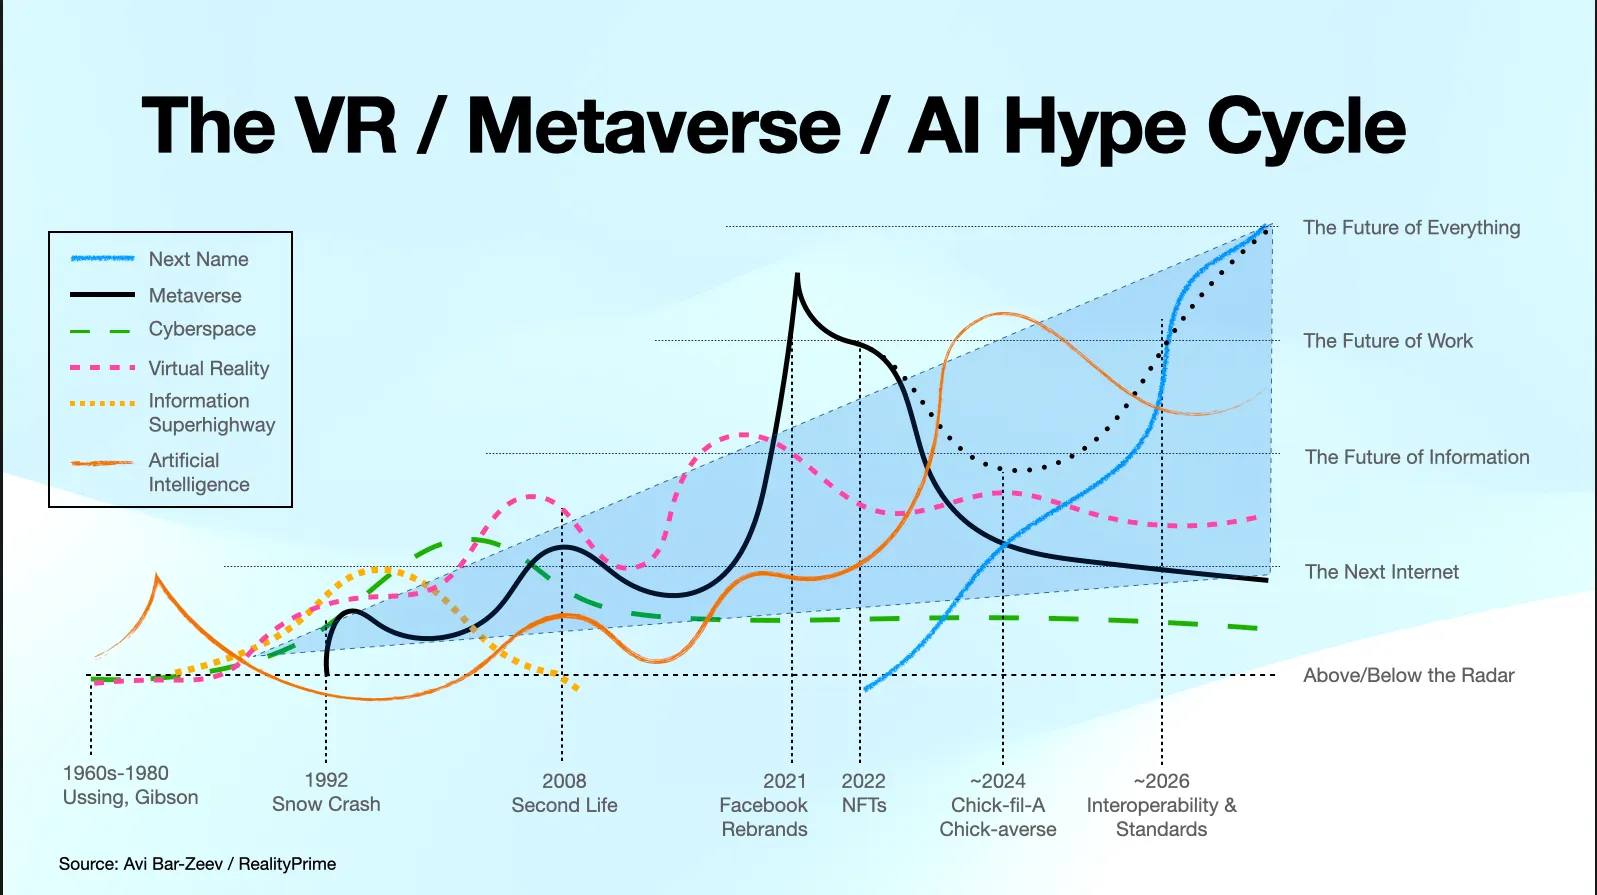 The VR / Metaverse / AI Hype Cycle
Next Name
Metaverse
Cyberspace
Virtual Reality
Information
Superhighway
Artificial
Intelligence
The Future of Everything
The Future of Work
The Future of Information
The Next Internet
Above/Below the Radar
1960s-1980
Ussing, Gibson
1992
Snow Crash
2008
Second Life
2021
Facebook
Rebrands
2022
NFTs
~2024
Chick-fil-A
Chick-averse
~2026
Interoperability &
Standards
Source: Avi Bar-Zeev / RealityPrime